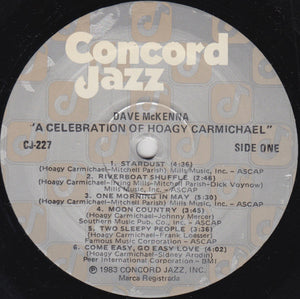 Concord
Jazz
DAVE McKENNA
"A CELEBRATION OF HOAGY CARMICHAEL"
CJ-227
SIDE ONE
1. STARDUST (4:36)
(Hoagy Carmichael-Mitchell Parish) Mills Music, Inc. - ASCAP
2. RIVERBOAT SHUFFLE (2:46)
(Hoagy Carmichael-Irving Mills-Mitchell Parish-Dick Voynow)
Mills Music, Inc. - ASCAP
3. ONE MORNING IN MAY (5:30)
(Hoagy Carmichael-Mitchell Parish) Mills Music, Inc. - ASCAP
4. MOON COUNTRY (3:45)
(Hoagy Carmichael-Johnny Mercer)
Southern Music Pub. Co., Inc. - ASCAP
5. TWO SLEEPY PEOPLE (3:36)
(Hoagy Carmichael-Frank Loesser)
Famous Music Corporation - ASCAP
6. COME EASY, GO EASY LOVE (4:02)
(Hoagy Carmichael-Sidney Arodin)
Peer International Corporation - BMI
℗ 1983 CONCORD JAZZ, INC.
Marca Registrada